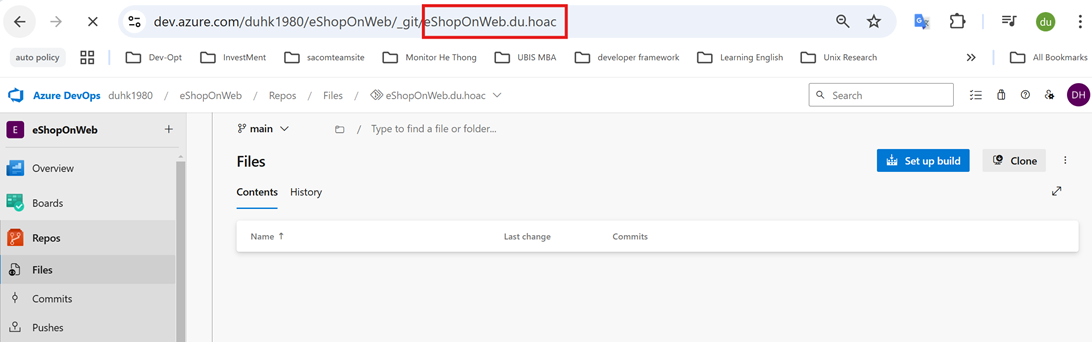 dev.azure.com/duhk1980/eShopOnWeb/_git/eShopOnWeb.du.hoac
du
auto policy Dev-Opt InvestMent sacomteamsite Monitor He Thong UBIS MBA developer framework Learning English Unix Research All Bookmarks
Azure DevOps duhk1980 / eShopOnWeb / Repos / Files / eShopOnWeb.du.hoac Search DH
E eShopOnWeb +
main / Type to find a file or folder...
Overview
Files Set up build Clone
Contents History
Boards
Repos
Name ↑ Last change Commits
Files
Commits
Pushes